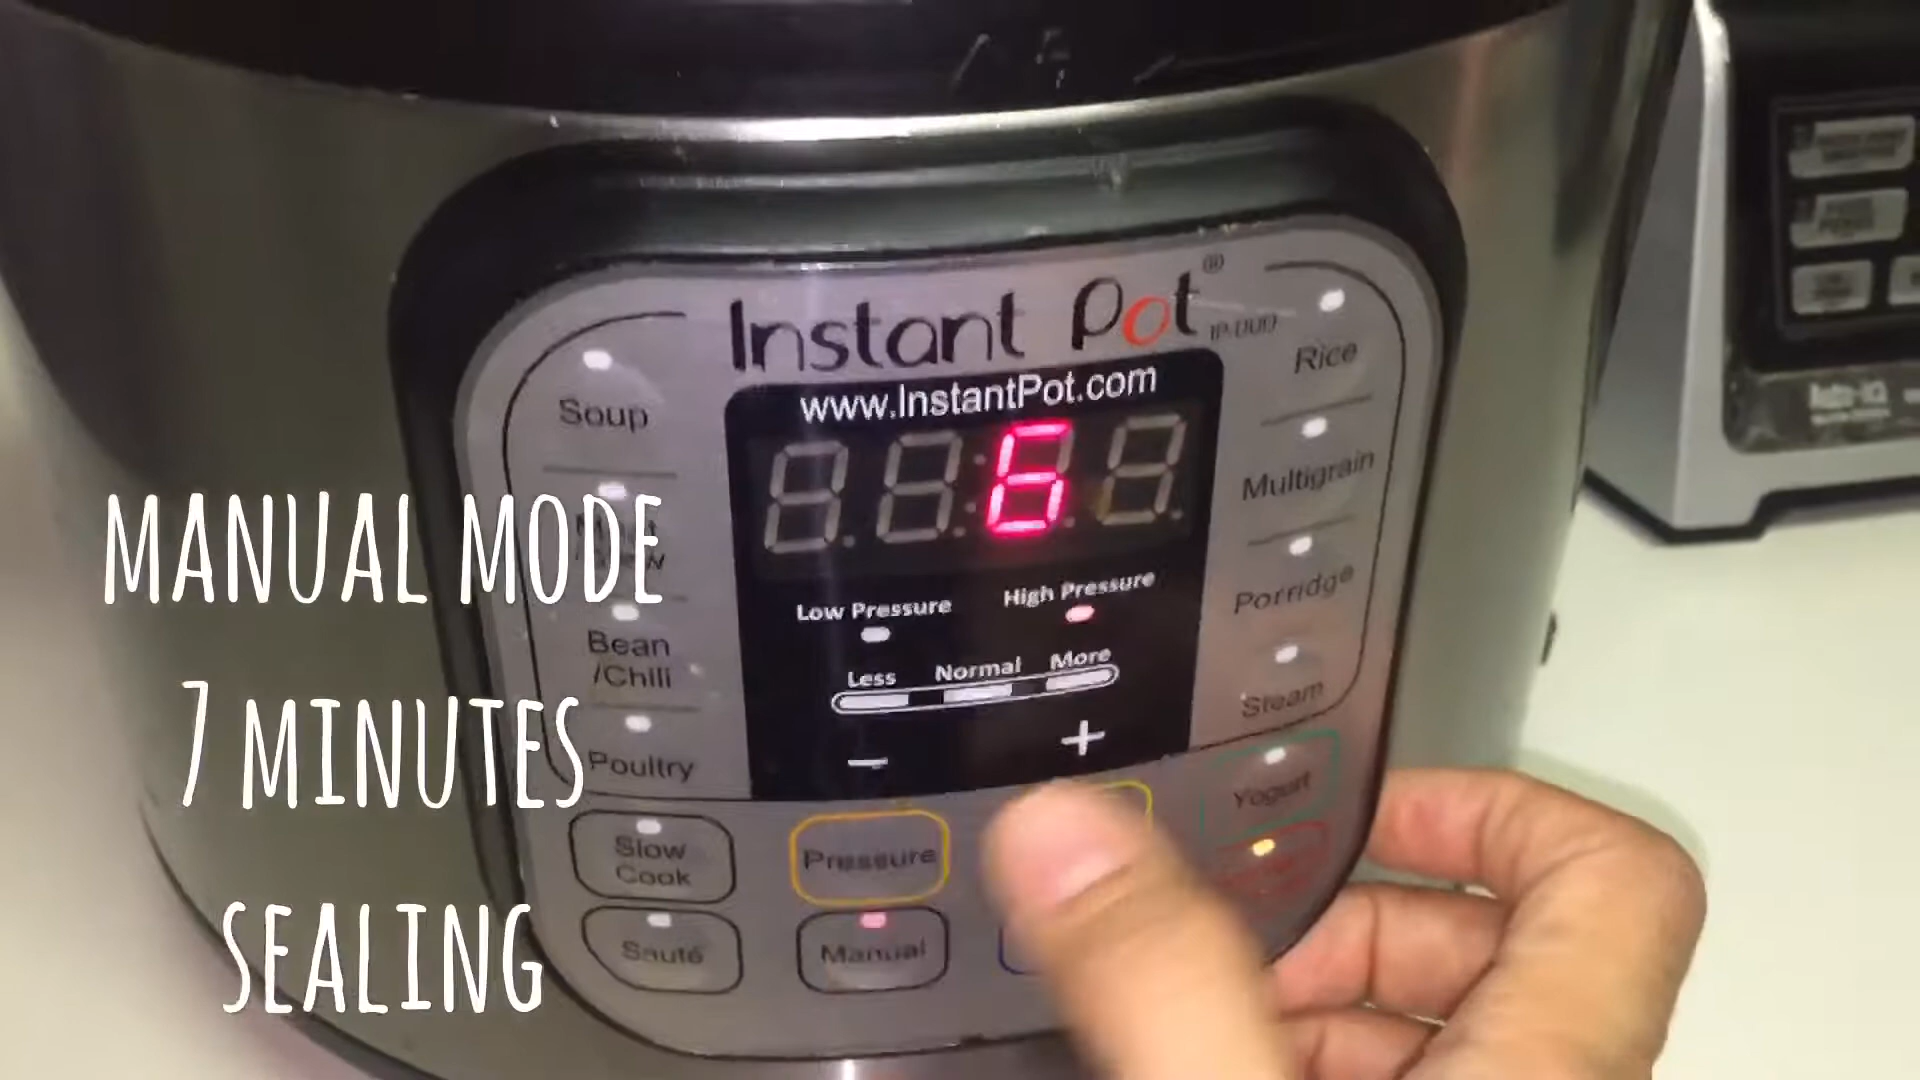 Instant Pot®
IP-DUO
www.InstantPot.com
6
Soup
Bean
/Chili
Poultry
Rice
Multigrain
Porridge
Steam
Low Pressure
High Pressure
Less Normal More
-
+
Slow
Cook
Pressure
Yogurt
Sauté
Manual
MANUAL MODE
7 MINUTES
SEALING